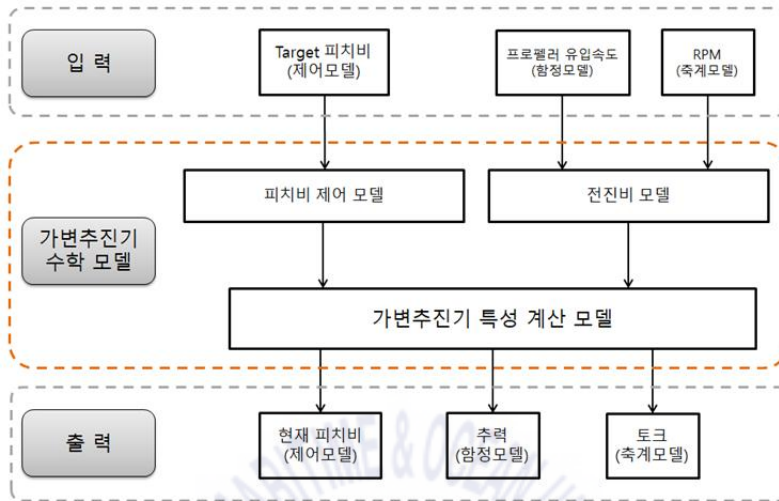 입 력
Target 피치비
(제어모델)
프로펠러 유입속도
(함정모델)
RPM
(축계모델)
가변추진기
수학 모델
피치비 제어 모델
전진비 모델
가변추진기 특성 계산 모델
출 력
현재 피치비
(제어모델)
추력
(함정모델)
토크
(축계모델)
MARITIME & OCEAN